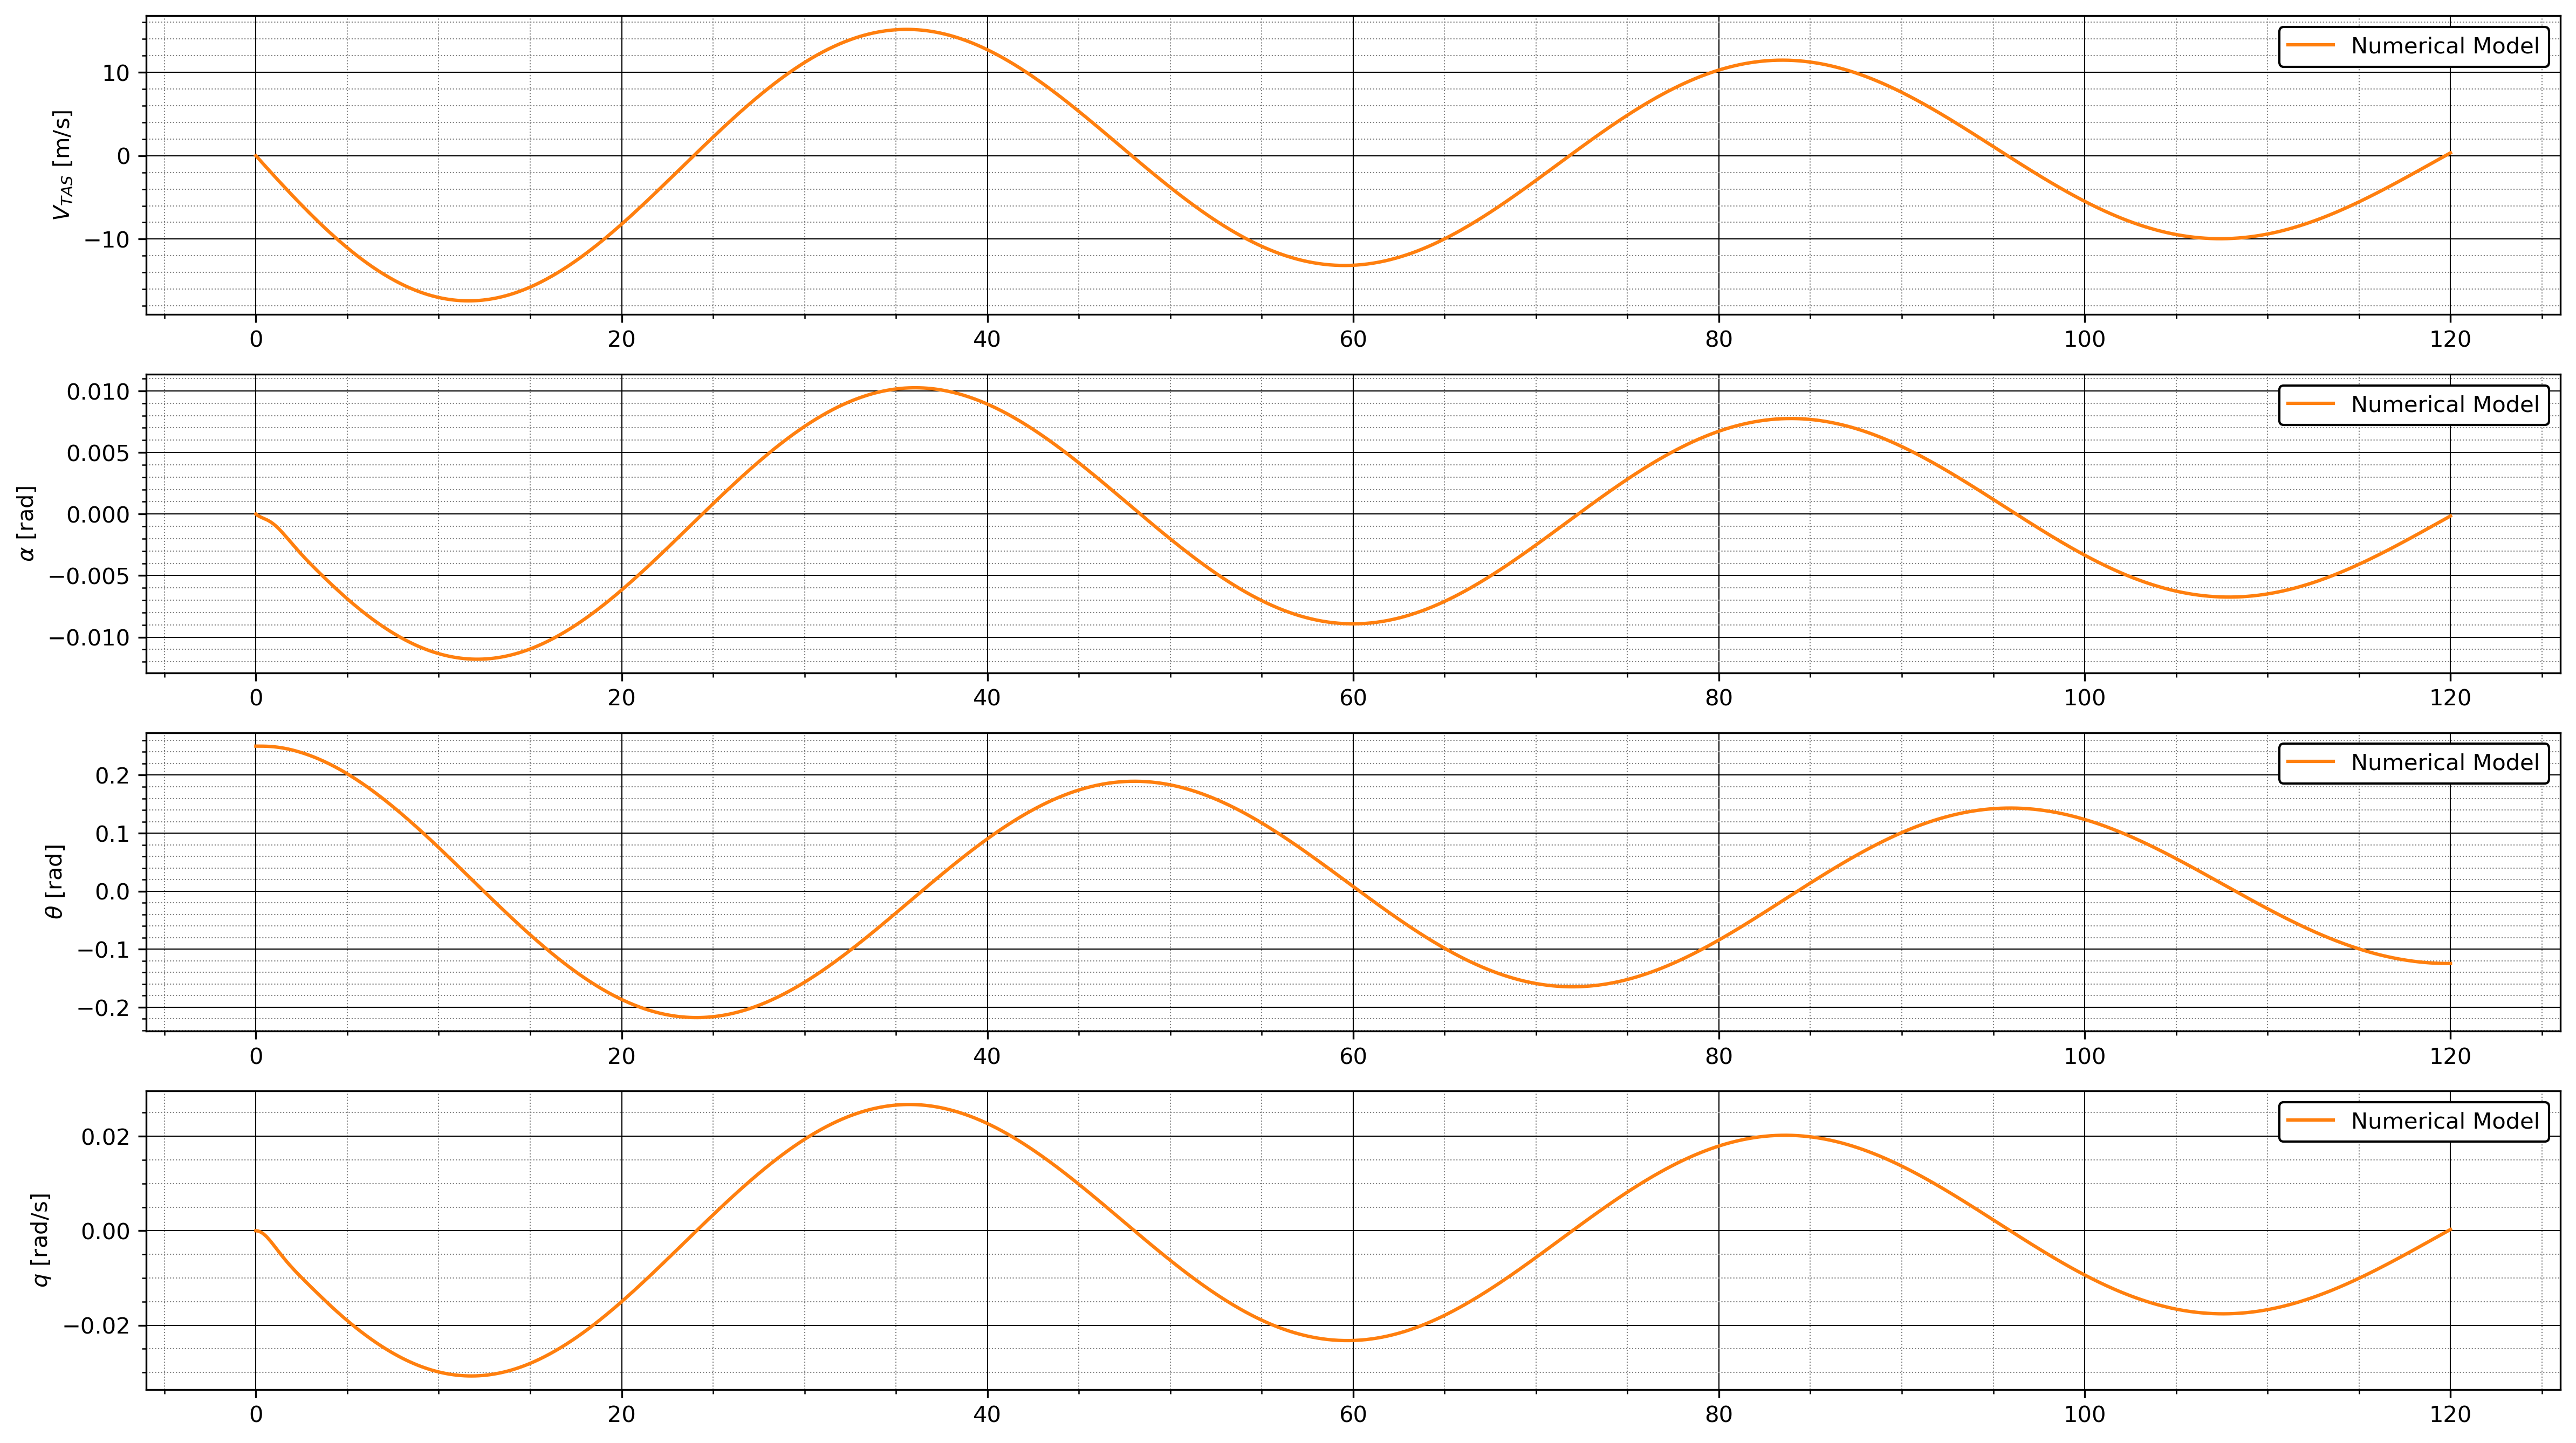 10
0
−10
V_TAS [m/s]
Numerical Model
0 20 40 60 80 100 120
0.010
0.005
0.000
−0.005
−0.010
α [rad]
Numerical Model
0 20 40 60 80 100 120
0.2
0.1
0.0
−0.1
−0.2
θ [rad]
Numerical Model
0 20 40 60 80 100 120
0.02
0.00
−0.02
q [rad/s]
Numerical Model
0 20 40 60 80 100 120